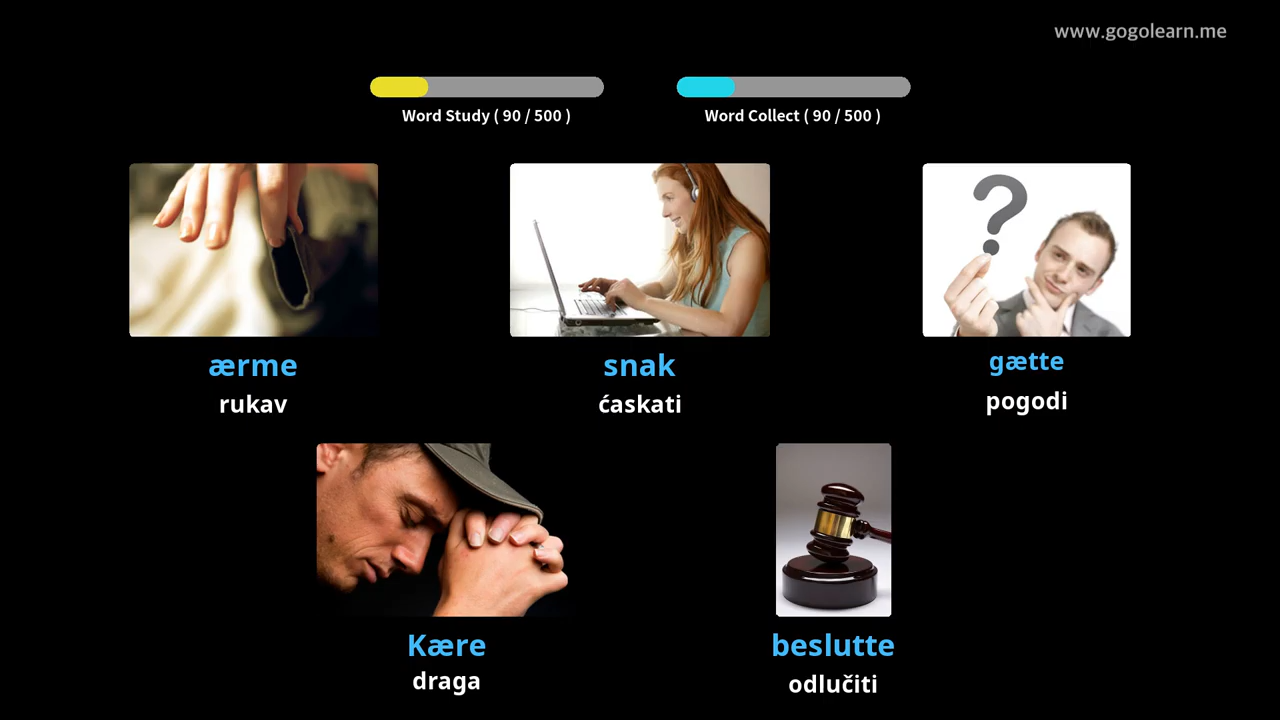 www.gogolearn.me
Word Study ( 90 / 500 )
Word Collect ( 90 / 500 )
ærme
rukav
snak
ćaskati
gætte
pogodi
Kære
draga
beslutte
odlučiti